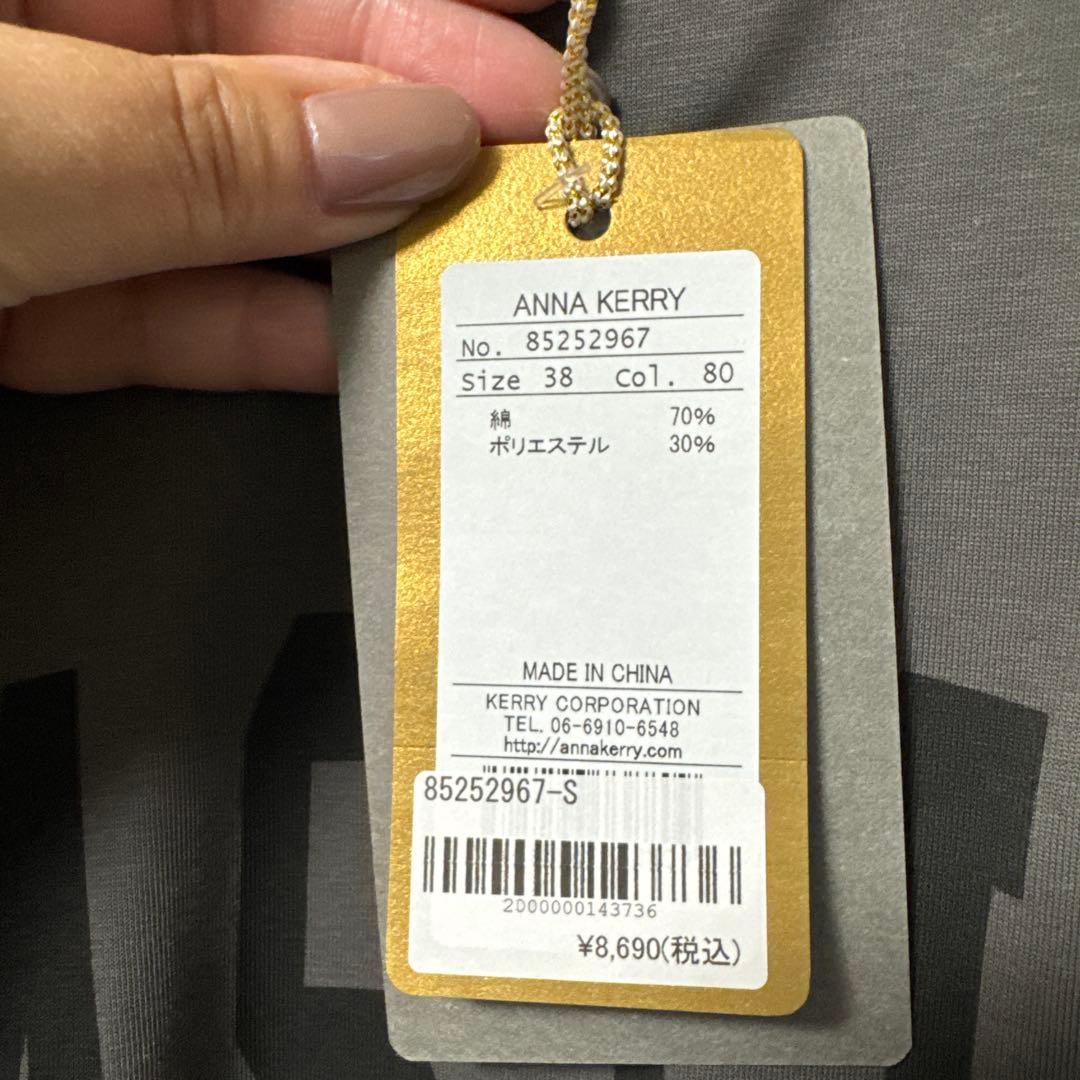 ANNA KERRY
No. 85252967
Size 38 Col. 80
綿 70%
ポリエステル 30%
MADE IN CHINA
KERRY CORPORATION
TEL. 06-6910-6548
http://annakerry.com
85252967-S
2000000143736
¥8,690(税込)